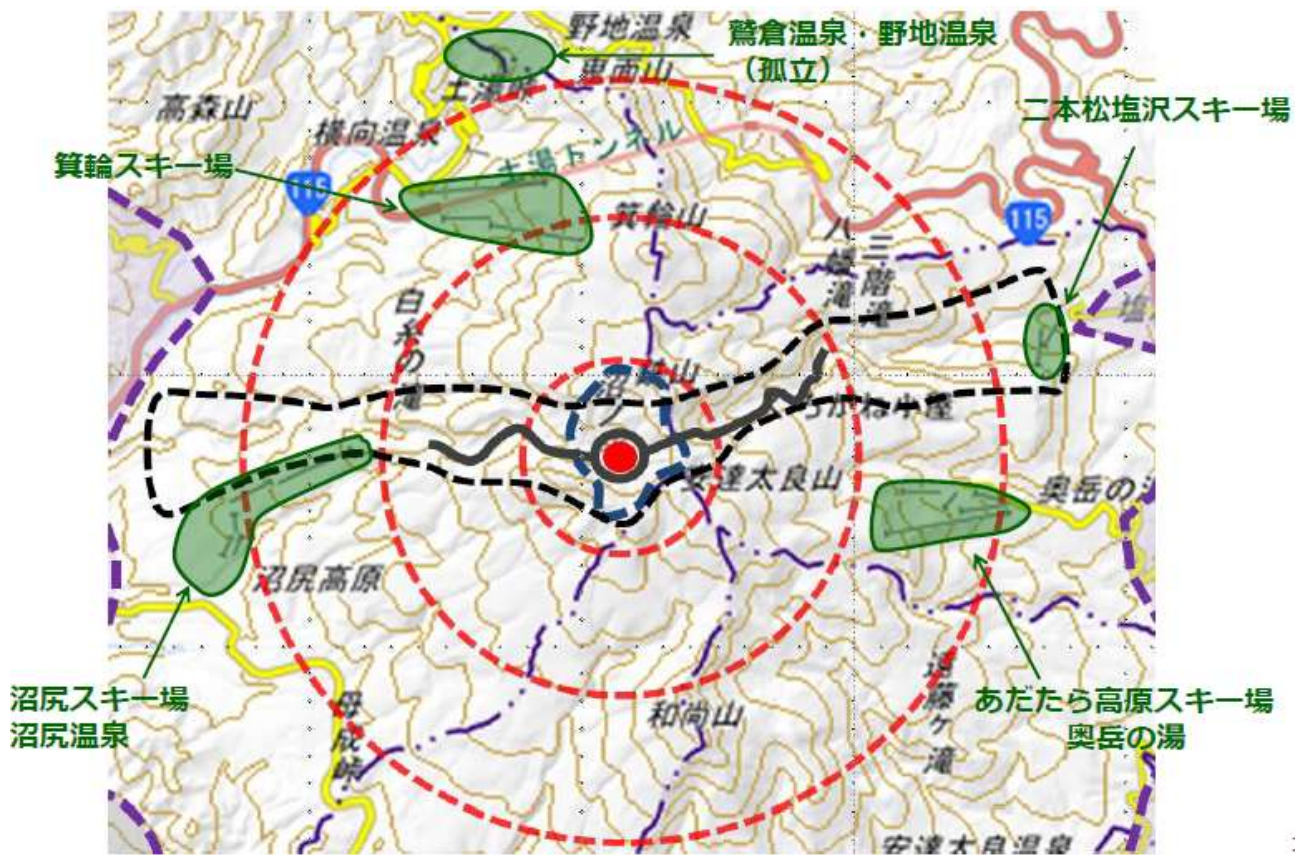 野地温泉
鷲倉温泉・野地温泉
（孤立）
鬼面山
土湯峠
高森山
横向温泉
土湯トンネル
二本松塩沢スキー場
箕輪スキー場
115
箕輪山
115
八幡滝
三階滝
白糸の滝
鉄山
沼ノ
くろがね小屋
安達太良山
奥岳の
沼尻高原
沼尻スキー場
沼尻温泉
母成峠
和尚山
遠藤ヶ滝
あだたら高原スキー場
奥岳の湯
安達太良温泉